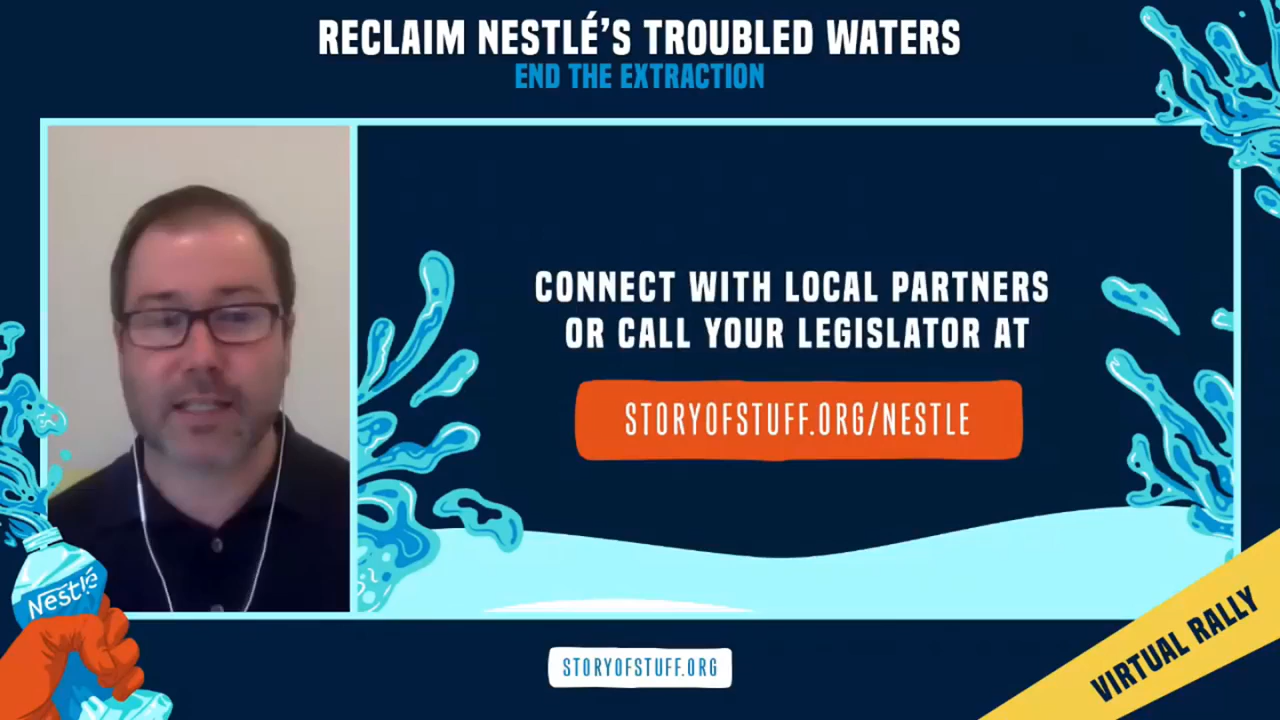 RECLAIM NESTLÉ'S TROUBLED WATERS
END THE EXTRACTION
CONNECT WITH LOCAL PARTNERS
OR CALL YOUR LEGISLATOR AT
STORYOFSTUFF.ORG/NESTLE
Nestlé
STORYOFSTUFF.ORG
VIRTUAL RALLY